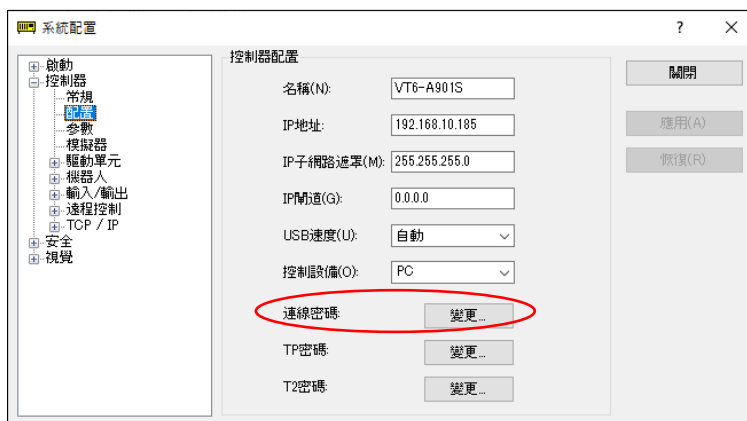 系統配置
啟動
控制器
常規
配置
參數
模擬器
驅動單元
機器人
輸入/輸出
遠程控制
TCP / IP
安全
視覺
控制器配置
名稱(N): VT6-A901S
IP地址: 192.168.10.185
IP子網路遮罩(M): 255.255.255.0
IP閘道(G): 0.0.0.0
USB速度(U): 自動
控制設備(O): PC
連線密碼: 變更...
TP密碼: 變更...
T2密碼: 變更...
關閉
應用(A)
恢復(R)